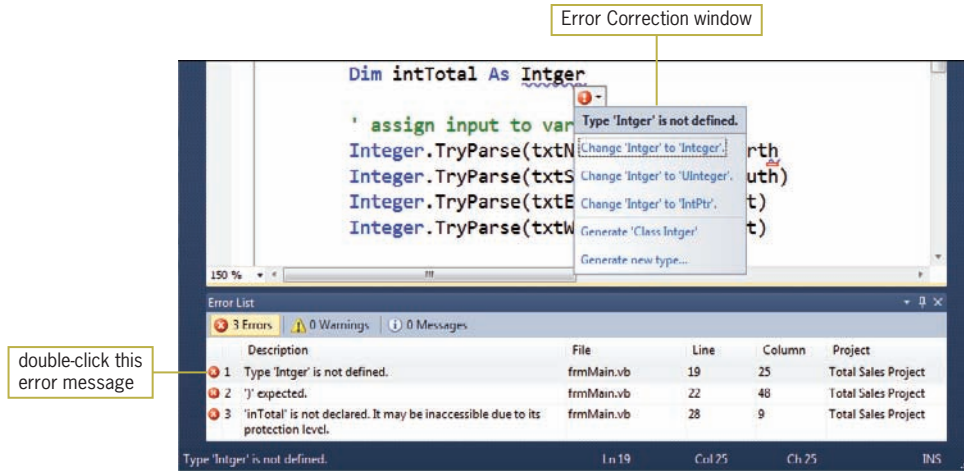 Error Correction window
Dim intTotal As Intger
' assign input to var
Type 'Intger' is not defined.
Integer.TryParse(txtN
Change 'Intger' to 'Integer'.
rth
Integer.TryParse(txtS
Change 'Intger' to 'UInteger'.
uth)
Integer.TryParse(txtE
Change 'Intger' to 'IntPtr'.
t)
Integer.TryParse(txtW
Generate 'Class Intger'
t)
Generate new type...
150 %
Error List
3 Errors 0 Warnings 0 Messages
Description File Line Column Project
double-click this
error message
1 Type 'Intger' is not defined. frmMain.vb 19 25 Total Sales Project
2 ')' expected. frmMain.vb 22 48 Total Sales Project
3 'inTotal' is not declared. It may be inaccessible due to its frmMain.vb 28 9 Total Sales Project
protection level.
Type 'Intger' is not defined. Ln 19 Col 25 Ch 25 INS